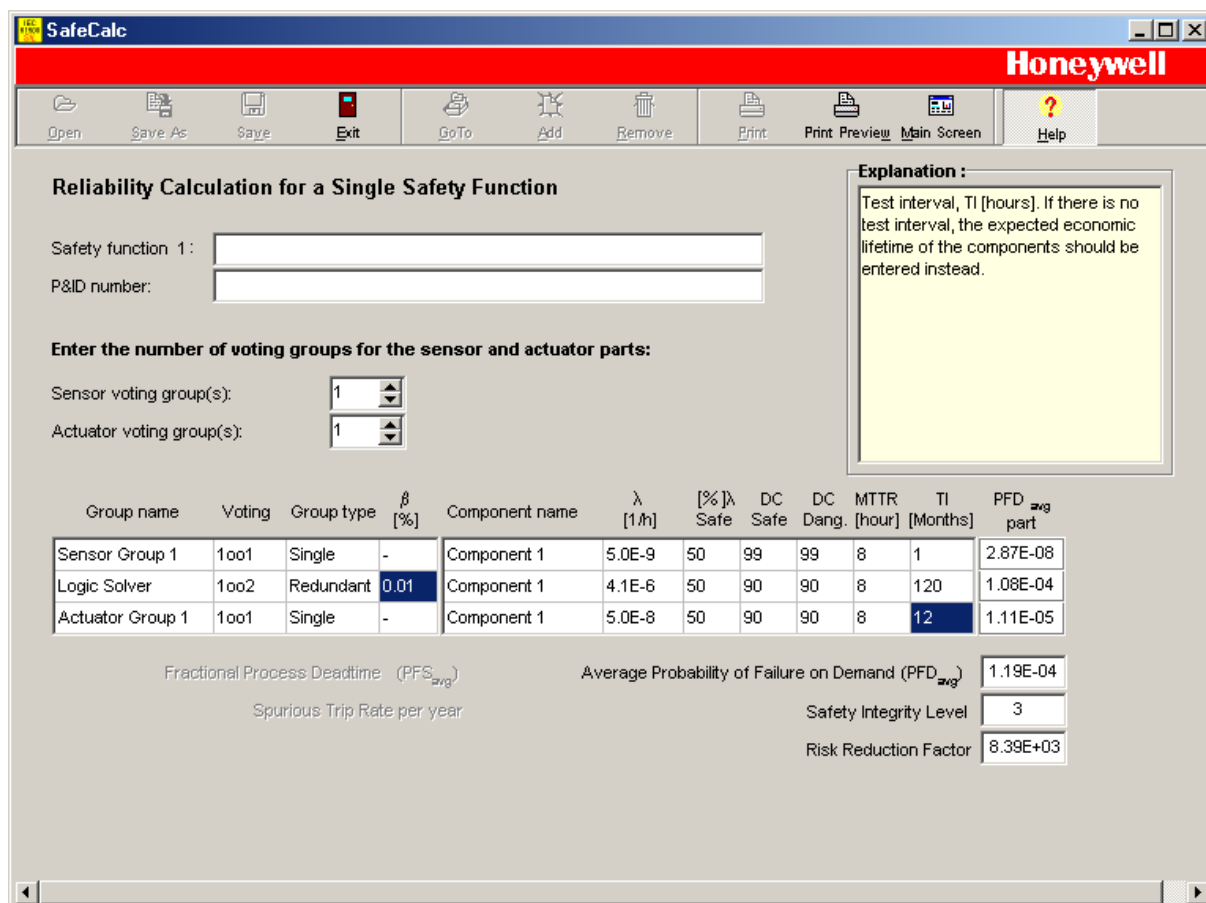 IEC 61508
SafeCalc
Honeywell
Open Save As Save Exit GoTo Add Remove Print Print Preview Main Screen ? Help
Reliability Calculation for a Single Safety Function
Safety function 1:
P&ID number:
Explanation :
Test interval, TI [hours]. If there is no
test interval, the expected economic
lifetime of the components should be
entered instead.
Enter the number of voting groups for the sensor and actuator parts:
Sensor voting group(s): 1
Actuator voting group(s): 1
Group name Voting Group type β [%] Component name λ [1/h] [%]λ Safe DC Safe DC Dang. MTTR [hour] TI [Months] PFD avg part
Sensor Group 1 1oo1 Single - Component 1 5.0E-9 50 99 99 8 1 2.87E-08
Logic Solver 1oo2 Redundant 0.01 Component 1 4.1E-6 50 90 90 8 120 1.08E-04
Actuator Group 1 1oo1 Single - Component 1 5.0E-8 50 90 90 8 12 1.11E-05
Fractional Process Deadtime (PFSavg) Average Probability of Failure on Demand (PFDavg) 1.19E-04
Spurious Trip Rate per year Safety Integrity Level 3
Risk Reduction Factor 8.39E+03